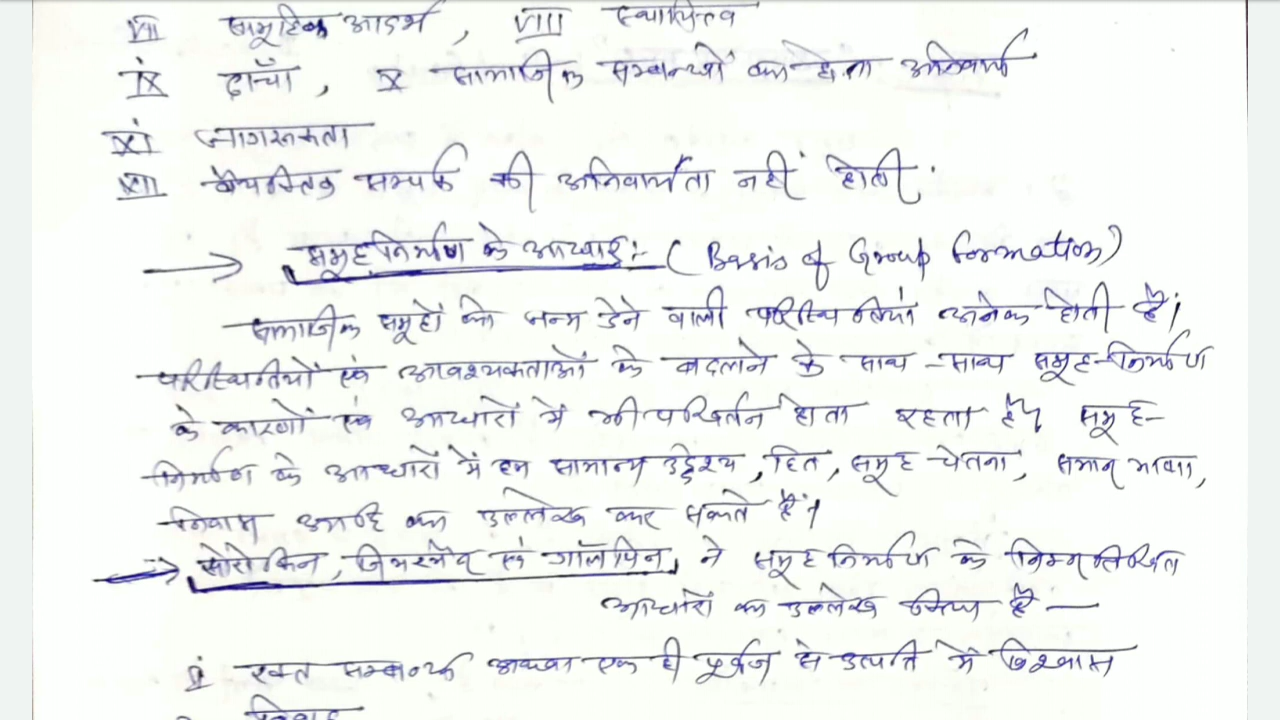 VII सामूहिक आदर्श , VIII स्थायित्व
IX ढाँचा , X सामाजिक सम्बन्धों का होना अनिवार्य
XI जागरूकता
XII वैयक्तिक सम्पर्क की अनिवार्यता नहीं होती.
→ समूह निर्माण के आधार :- ( Basis of Group formation )
सामाजिक समूहों को जन्म देने वाली परिस्थितियां अनेक होती हैं।
परिस्थितियों एवं आवश्यकताओं के बदलने के साथ - साथ समूह-निर्माण
के कारणों एवं आधारों में भी परिवर्तन होता रहता है। समूह-
निर्माण के आधारों में हम सामान्य उद्देश्य , हित , समूह - चेतना , समान भाषा ,
निवास आदि का उल्लेख कर सकते हैं।
→ सोरोकिन , जिमरमैन एवं गॉलपिन , ने समूह निर्माण के निम्नलिखित
आधारों का उल्लेख किया है —
i रक्त सम्बन्ध अथवा एक ही पूर्वज से उत्पत्ति में विश्वास
विवाह